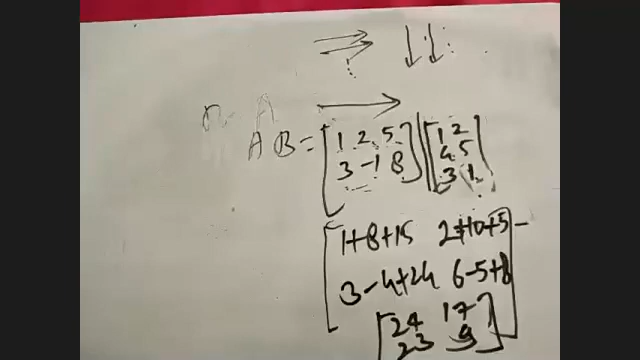 A
AB = [1 2 5] [1 2]
[3 -1 8] [4 5]
[3 1]
[1+8+15 2+10+5
3-4+24 6-5+8]
[24 17]
[23 9]